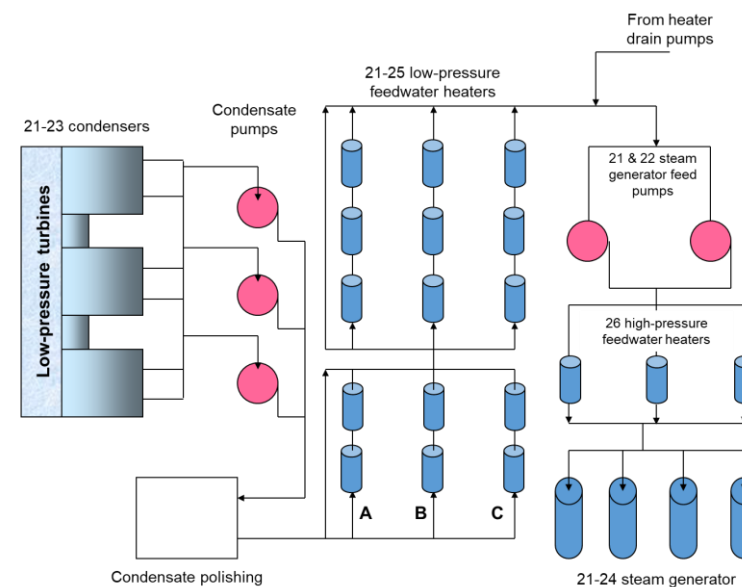 From heater
drain pumps
21-25 low-pressure
feedwater heaters
Condensate
pumps
21-23 condensers
21 & 22 steam
generator feed
pumps
Low-pressure turbines
26 high-pressure
feedwater heaters
A
B
C
Condensate polishing
21-24 steam generator